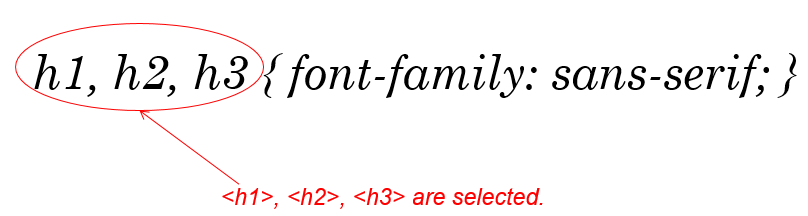 h1, h2, h3 { font-family: sans-serif; }
<h1>, <h2>, <h3> are selected.